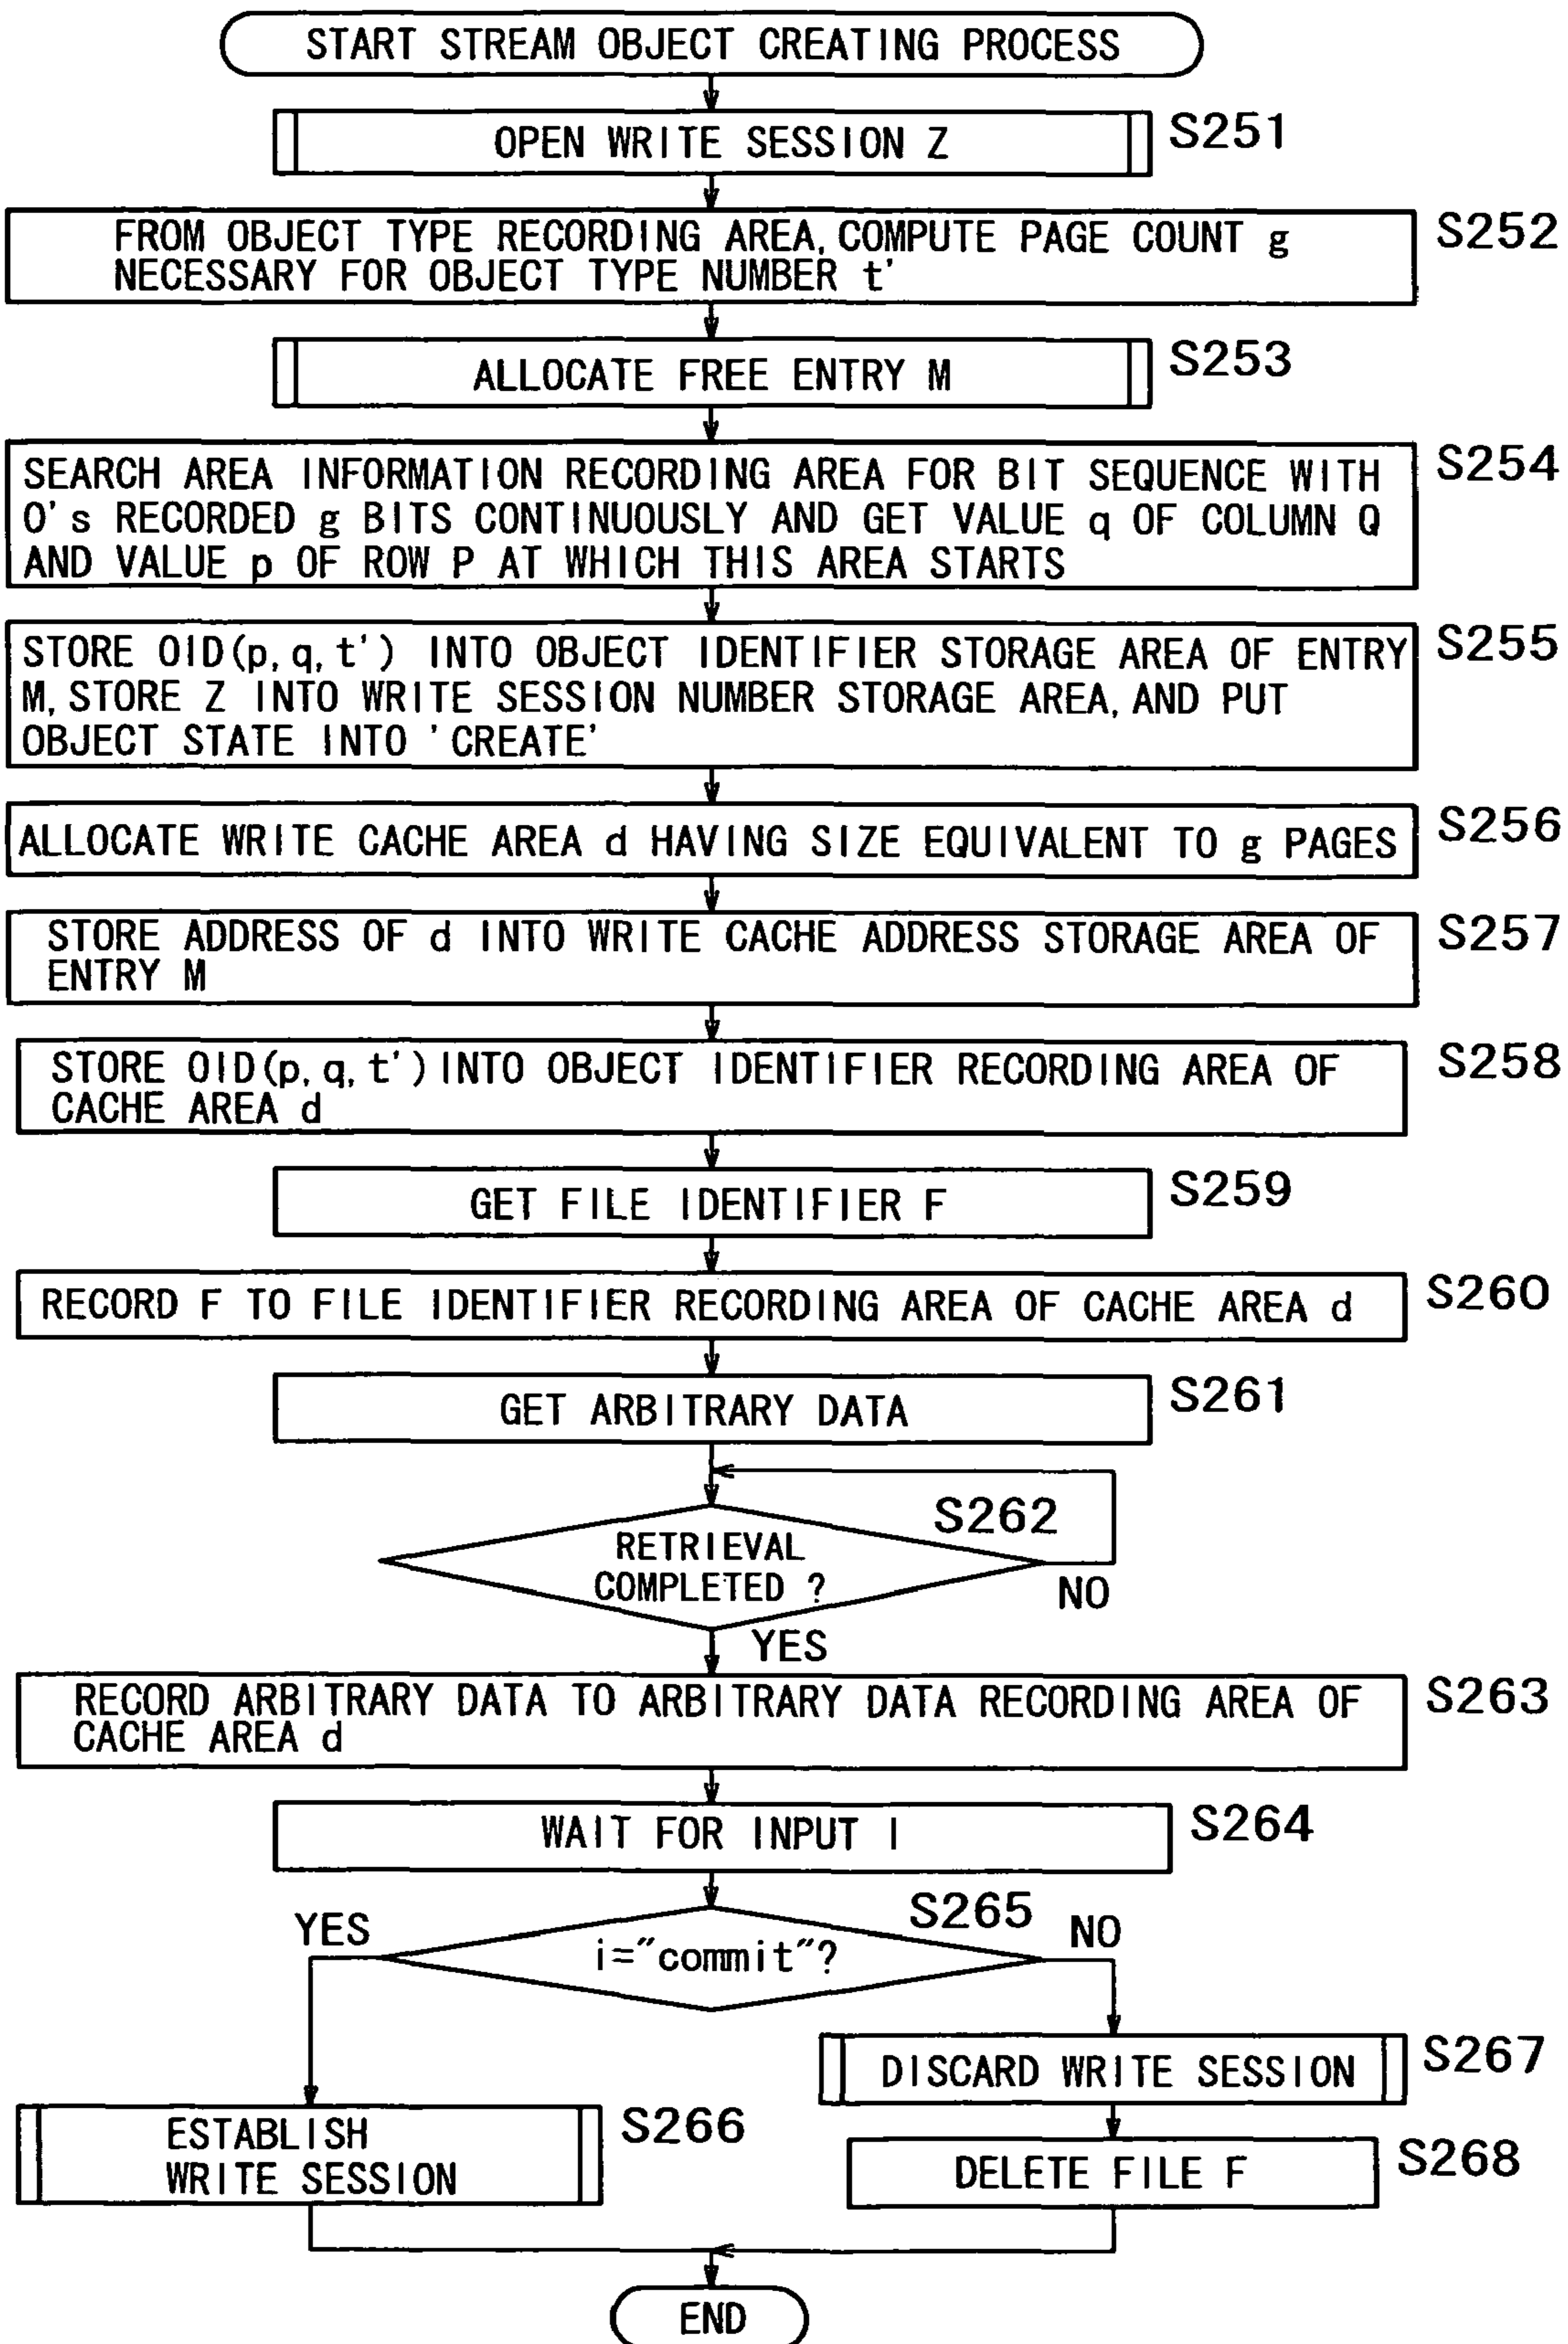 START STREAM OBJECT CREATING PROCESS
OPEN WRITE SESSION Z
S251
FROM OBJECT TYPE RECORDING AREA, COMPUTE PAGE COUNT g
NECESSARY FOR OBJECT TYPE NUMBER t'
S252
ALLOCATE FREE ENTRY M
S253
SEARCH AREA INFORMATION RECORDING AREA FOR BIT SEQUENCE WITH
0's RECORDED g BITS CONTINUOUSLY AND GET VALUE q OF COLUMN Q
AND VALUE p OF ROW P AT WHICH THIS AREA STARTS
S254
STORE OID(p, q, t') INTO OBJECT IDENTIFIER STORAGE AREA OF ENTRY
M, STORE Z INTO WRITE SESSION NUMBER STORAGE AREA, AND PUT
OBJECT STATE INTO 'CREATE'
S255
ALLOCATE WRITE CACHE AREA d HAVING SIZE EQUIVALENT TO g PAGES
S256
STORE ADDRESS OF d INTO WRITE CACHE ADDRESS STORAGE AREA OF
ENTRY M
S257
STORE OID(p, q, t') INTO OBJECT IDENTIFIER RECORDING AREA OF
CACHE AREA d
S258
GET FILE IDENTIFIER F
S259
RECORD F TO FILE IDENTIFIER RECORDING AREA OF CACHE AREA d
S260
GET ARBITRARY DATA
S261
S262
RETRIEVAL
COMPLETED ?
NO
YES
RECORD ARBITRARY DATA TO ARBITRARY DATA RECORDING AREA OF
CACHE AREA d
S263
WAIT FOR INPUT I
S264
S265
YES
i="commit"?
NO
DISCARD WRITE SESSION
S267
ESTABLISH
WRITE SESSION
S266
DELETE FILE F
S268
END